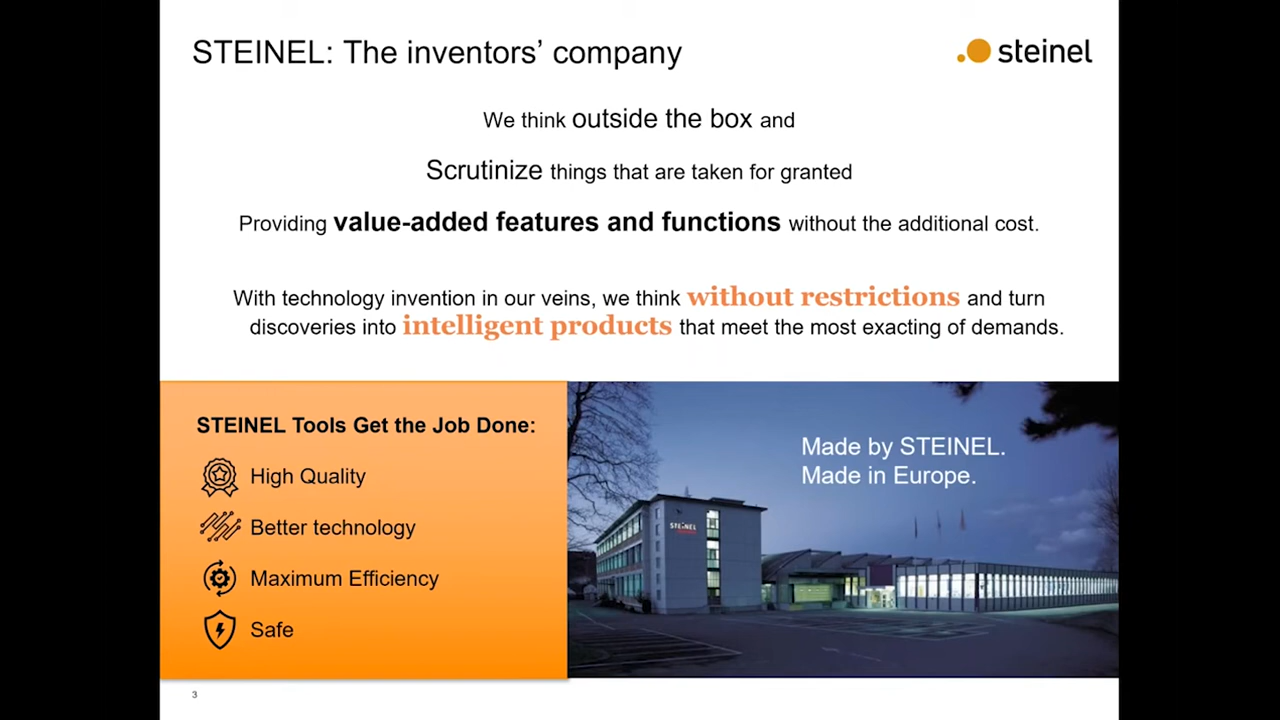 STEINEL: The inventors’ company
steinel
We think outside the box and
Scrutinize things that are taken for granted
Providing value-added features and functions without the additional cost.
With technology invention in our veins, we think without restrictions and turn
discoveries into intelligent products that meet the most exacting of demands.
STEINEL Tools Get the Job Done:
High Quality
Better technology
Maximum Efficiency
Safe
Made by STEINEL.
Made in Europe.
STEINEL
3